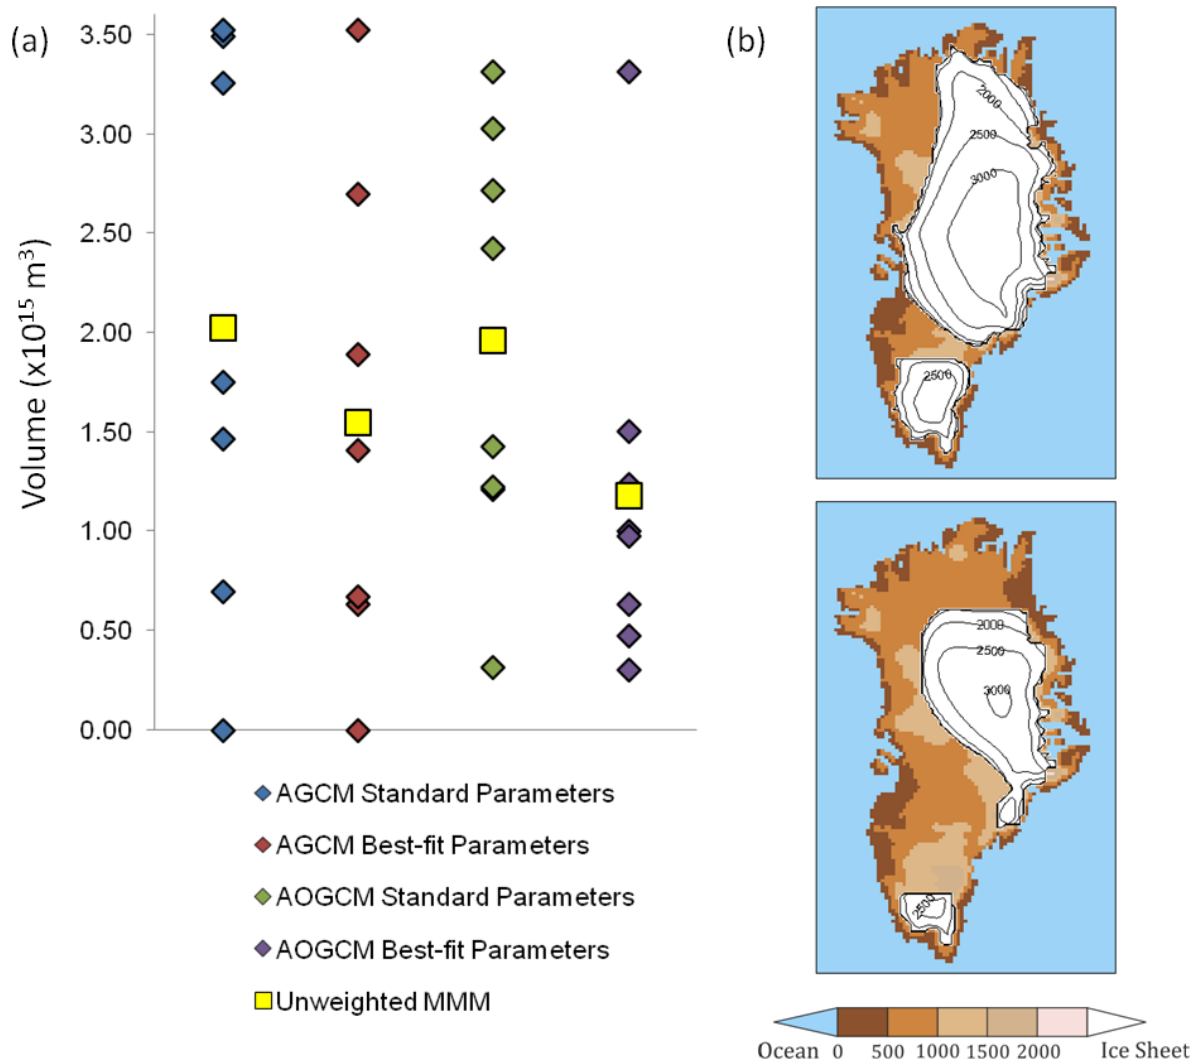 (a)
Volume (x10¹⁵ m³)
3.50
3.00
2.50
2.00
1.50
1.00
0.50
0.00
AGCM Standard Parameters
AGCM Best-fit Parameters
AOGCM Standard Parameters
AOGCM Best-fit Parameters
Unweighted MMM
(b)
2000
2500
3000
2500
2000
2500
3000
2500
Ocean 0 500 1000 1500 2000 Ice Sheet